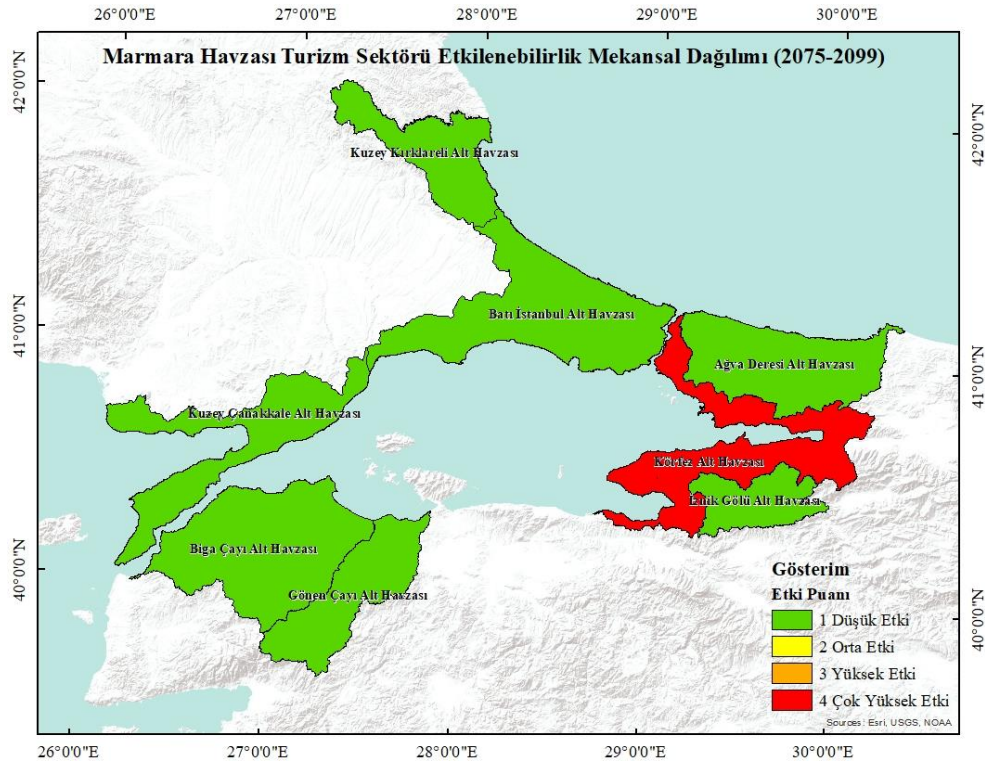 26°0'0"E 27°0'0"E 28°0'0"E 29°0'0"E 30°0'0"E
Marmara Havzası Turizm Sektörü Etkilenebilirlik Mekansal Dağılımı (2075-2099)
42°0'0"N
42°0'0"N
Kuzey Kırklareli Alt Havzası
41°0'0"N
Batı İstanbul Alt Havzası
Ağva Deresi Alt Havzası
41°0'0"N
Kuzey Çanakkale Alt Havzası
Körfez Alt Havzası
İznik Gölü Alt Havzası
Biga Çayı Alt Havzası
40°0'0"N
Gönen Çayı Alt Havzası
40°0'0"N
Gösterim
Etki Puanı
1 Düşük Etki
2 Orta Etki
3 Yüksek Etki
4 Çok Yüksek Etki
Sources: Esri, USGS, NOAA
26°0'0"E 27°0'0"E 28°0'0"E 29°0'0"E 30°0'0"E